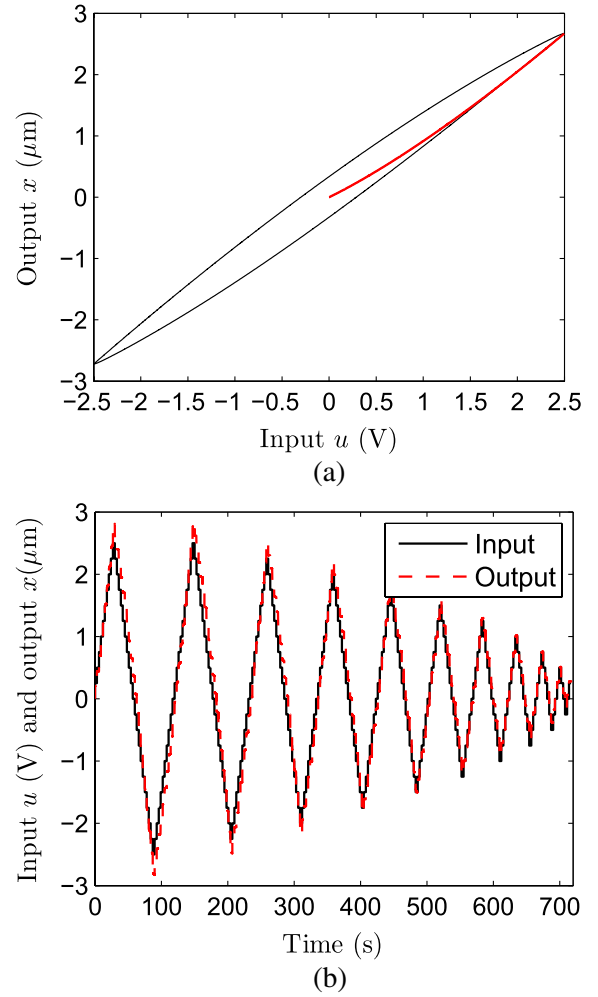 3
2
1
0
−1
−2
−3
Output x (μm)
−2.5 −2 −1.5 −1 −0.5 0 0.5 1 1.5 2 2.5
Input u (V)
(a)
3
2
1
0
−1
−2
−3
Input u (V) and output x(μm)
Input
Output
0 100 200 300 400 500 600 700
Time (s)
(b)